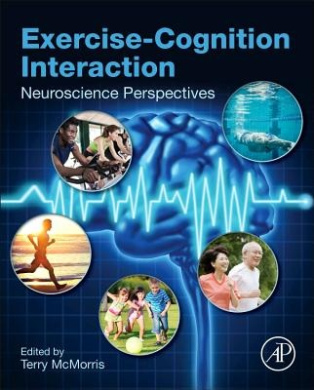 Exercise-Cognition
Interaction
Neuroscience Perspectives
Edited by
Terry McMorris
AP